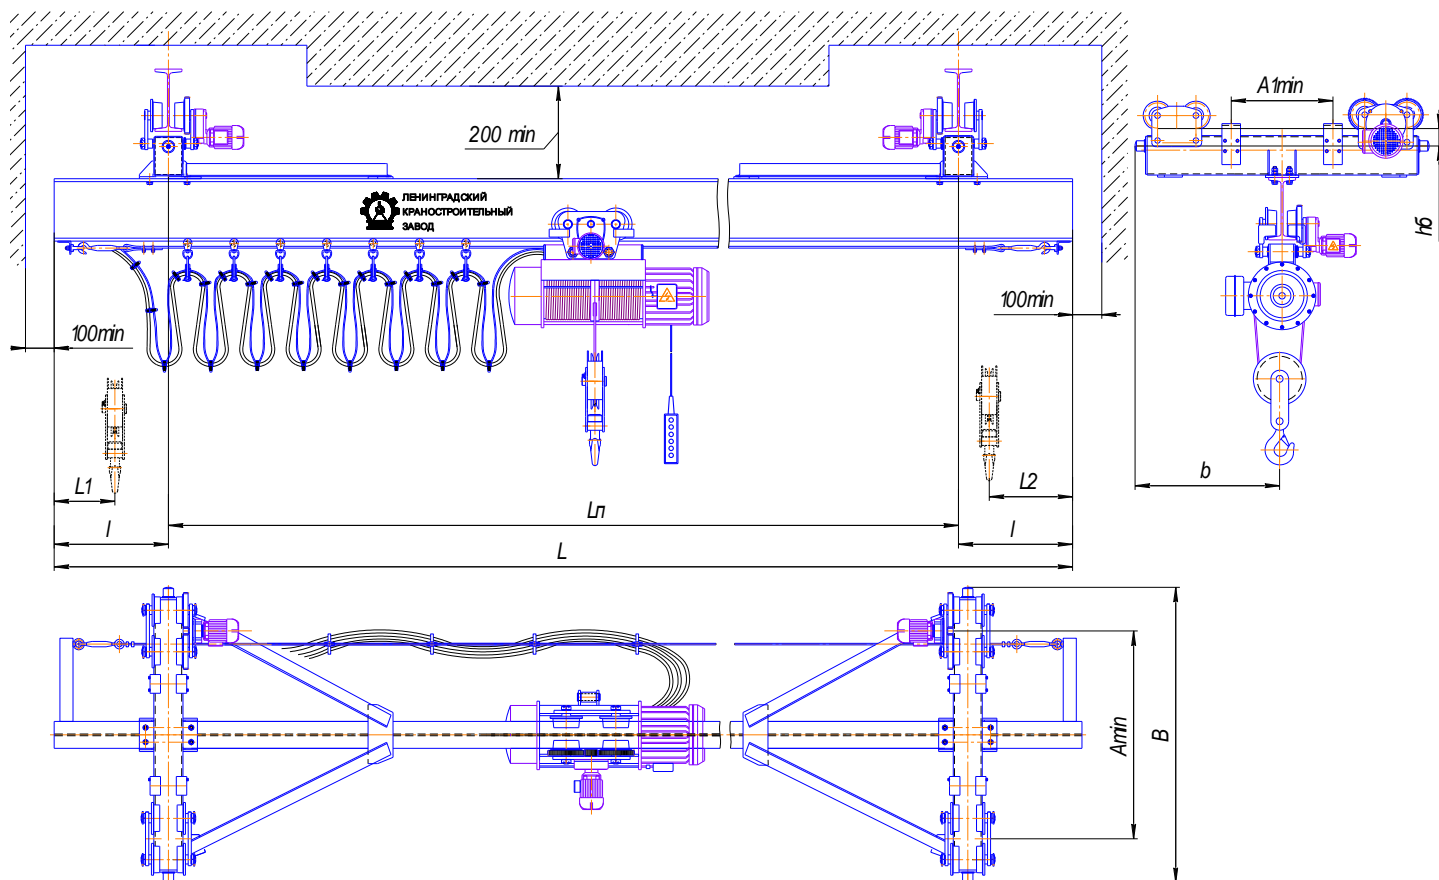 A1min
200 min
ЛЕНИНГРАДСКИЙ
КРАНОСТРОИТЕЛЬНЫЙ
ЗАВОД
hб
100min
100min
L1
L2
b
Lп
l
l
L
Amin
B